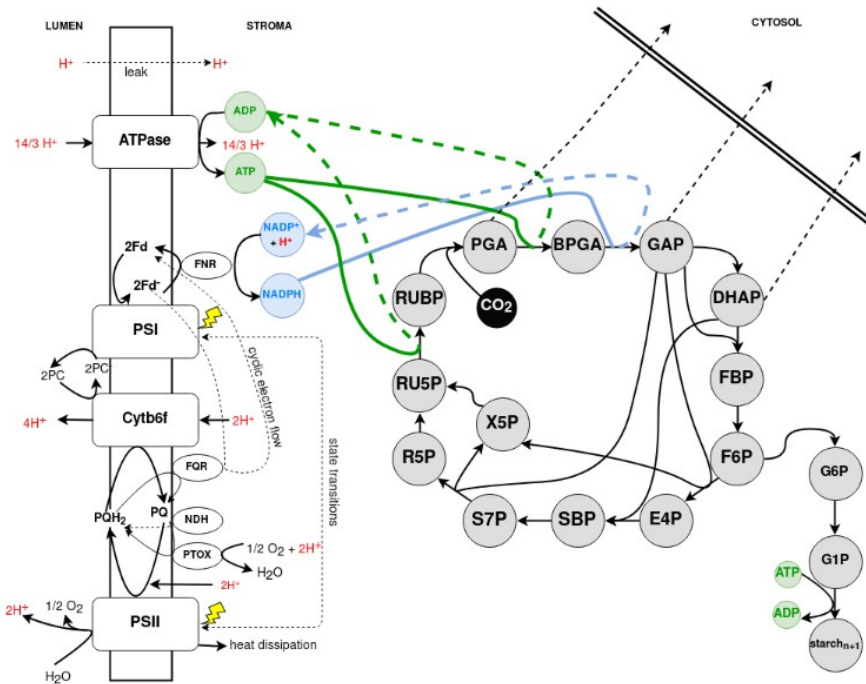 LUMEN
STROMA
CYTOSOL
H⁺
H⁺
leak
14/3 H⁺
ATPase
14/3 H⁺
ADP
ATP
NADP⁺
+ H⁺
NADPH
2Fd
2Fd⁻
FNR
PSI
2PC
2PC
Cytb6f
4H⁺
2H⁺
cyclic electron flow
state transitions
FQR
PQH₂
PQ
NDH
PTOX
1/2 O₂ + 2H⁺
H₂O
2H⁺
PSII
2H⁺
1/2 O₂
H₂O
heat dissipation
PGA
BPGA
GAP
CO₂
RUBP
DHAP
RU5P
FBP
X5P
R5P
F6P
S7P
SBP
E4P
G6P
G1P
ATP
ADP
starchₙ₊₁